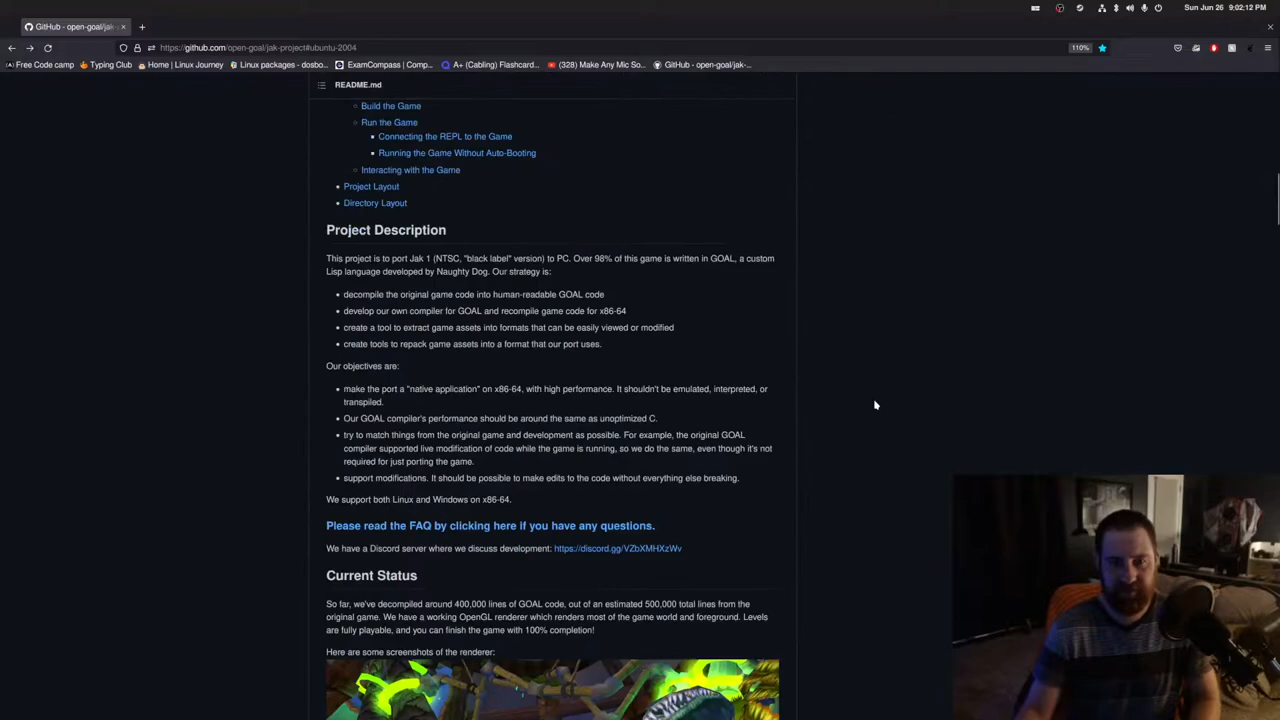 Sun Jun 26 9:02:12 PM
GitHub - open-goal/jak-
https://github.com/open-goal/jak-project#ubuntu-2004
110%
Free Code camp
Typing Club
Home | Linux Journey
Linux packages - dosbo...
ExamCompass | Comp...
A+ (Cabling) Flashcard...
(328) Make Any Mic So...
GitHub - open-goal/jak-...
README.md
Build the Game
Run the Game
Connecting the REPL to the Game
Running the Game Without Auto-Booting
Interacting with the Game
Project Layout
Directory Layout
Project Description
This project is to port Jak 1 (NTSC, "black label" version) to PC. Over 98% of this game is written in GOAL, a custom
Lisp language developed by Naughty Dog. Our strategy is:
decompile the original game code into human-readable GOAL code
develop our own compiler for GOAL and recompile game code for x86-64
create a tool to extract game assets into formats that can be easily viewed or modified
create tools to repack game assets into a format that our port uses.
Our objectives are:
make the port a "native application" on x86-64, with high performance. It shouldn't be emulated, interpreted, or
transpiled.
Our GOAL compiler's performance should be around the same as unoptimized C.
try to match things from the original game and development as possible. For example, the original GOAL
compiler supported live modification of code while the game is running, so we do the same, even though it's not
required for just porting the game.
support modifications. It should be possible to make edits to the code without everything else breaking.
We support both Linux and Windows on x86-64.
Please read the FAQ by clicking here if you have any questions.
We have a Discord server where we discuss development: https://discord.gg/VZbXMHXzWv
Current Status
So far, we've decompiled around 400,000 lines of GOAL code, out of an estimated 500,000 total lines from the
original game. We have a working OpenGL renderer which renders most of the game world and foreground. Levels
are fully playable, and you can finish the game with 100% completion!
Here are some screenshots of the renderer: